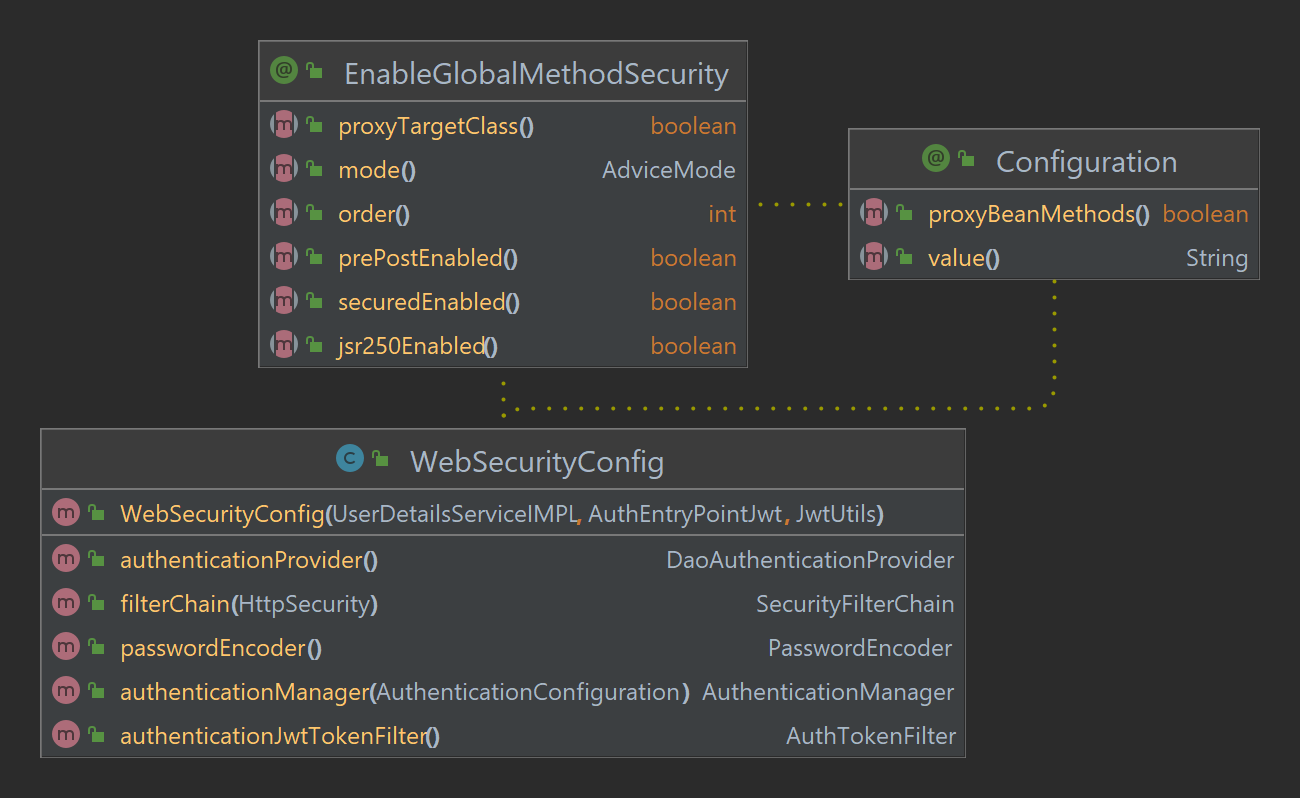 EnableGlobalMethodSecurity
proxyTargetClass() boolean
mode() AdviceMode
order() int
prePostEnabled() boolean
securedEnabled() boolean
jsr250Enabled() boolean
Configuration
proxyBeanMethods() boolean
value() String
WebSecurityConfig
WebSecurityConfig(UserDetailsServiceIMPL, AuthEntryPointJwt, JwtUtils)
authenticationProvider() DaoAuthenticationProvider
filterChain(HttpSecurity) SecurityFilterChain
passwordEncoder() PasswordEncoder
authenticationManager(AuthenticationConfiguration) AuthenticationManager
authenticationJwtTokenFilter() AuthTokenFilter